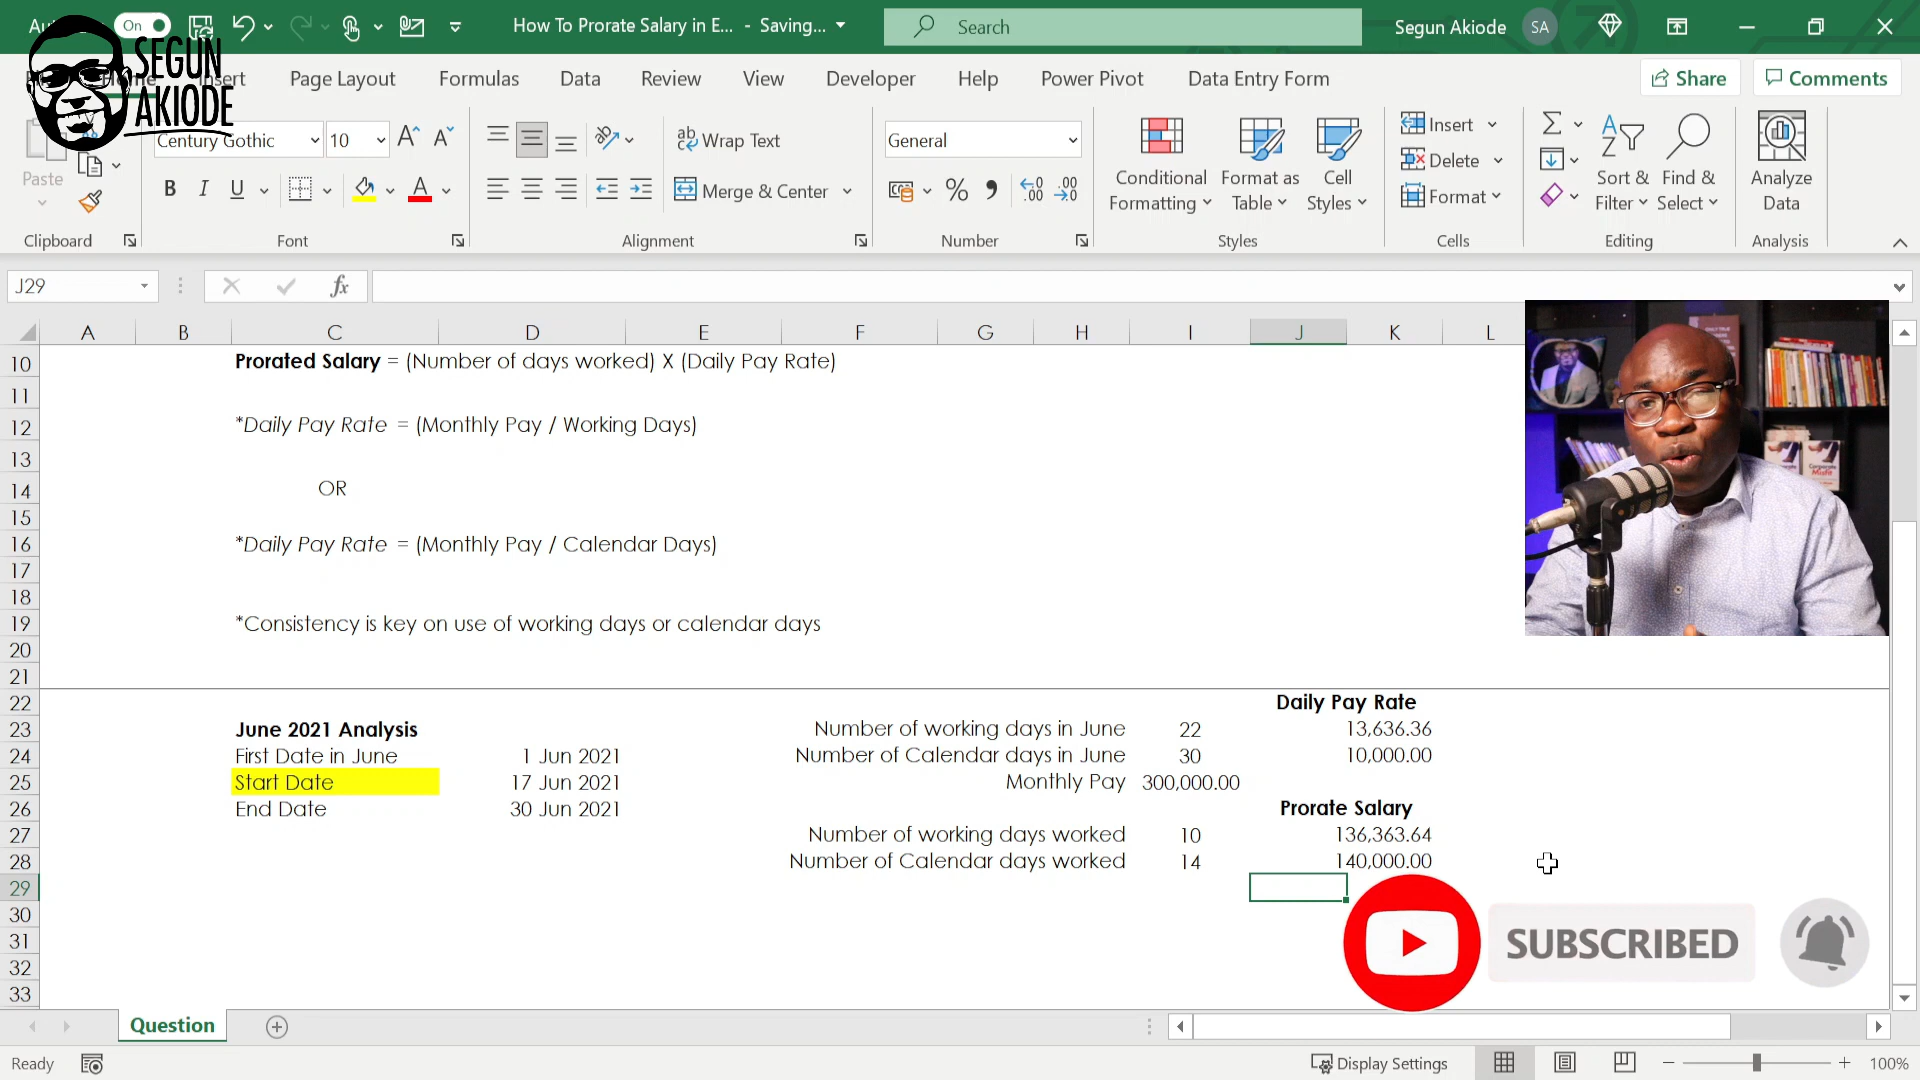 On
How To Prorate Salary in E... - Saving...
Search
Segun Akiode
SA
SEGUN
AKIODE
Page Layout
Formulas
Data
Review
View
Developer
Help
Power Pivot
Data Entry Form
Share
Comments
Paste
Century Gothic
10
B I U
Wrap Text
Merge & Center
General
Conditional
Formatting
Format as
Table
Cell
Styles
Insert
Delete
Format
Sort &
Filter
Find &
Select
Analyze
Data
Clipboard
Font
Alignment
Number
Styles
Cells
Editing
Analysis
J29
fx
A B C D E F G H I J K L
10 Prorated Salary = (Number of days worked) X (Daily Pay Rate)
11
12 *Daily Pay Rate = (Monthly Pay / Working Days)
13
14 OR
15
16 *Daily Pay Rate = (Monthly Pay / Calendar Days)
17
18
19 *Consistency is key on use of working days or calendar days
20
21
22 Daily Pay Rate
23 June 2021 Analysis Number of working days in June 22 13,636.36
24 First Date in June 1 Jun 2021 Number of Calendar days in June 30 10,000.00
25 Start Date 17 Jun 2021 Monthly Pay 300,000.00
26 End Date 30 Jun 2021 Prorate Salary
27 Number of working days worked 10 136,363.64
28 Number of Calendar days worked 14 140,000.00
29
30
31
32
33
SUBSCRIBED
Question
Ready
Display Settings
100%